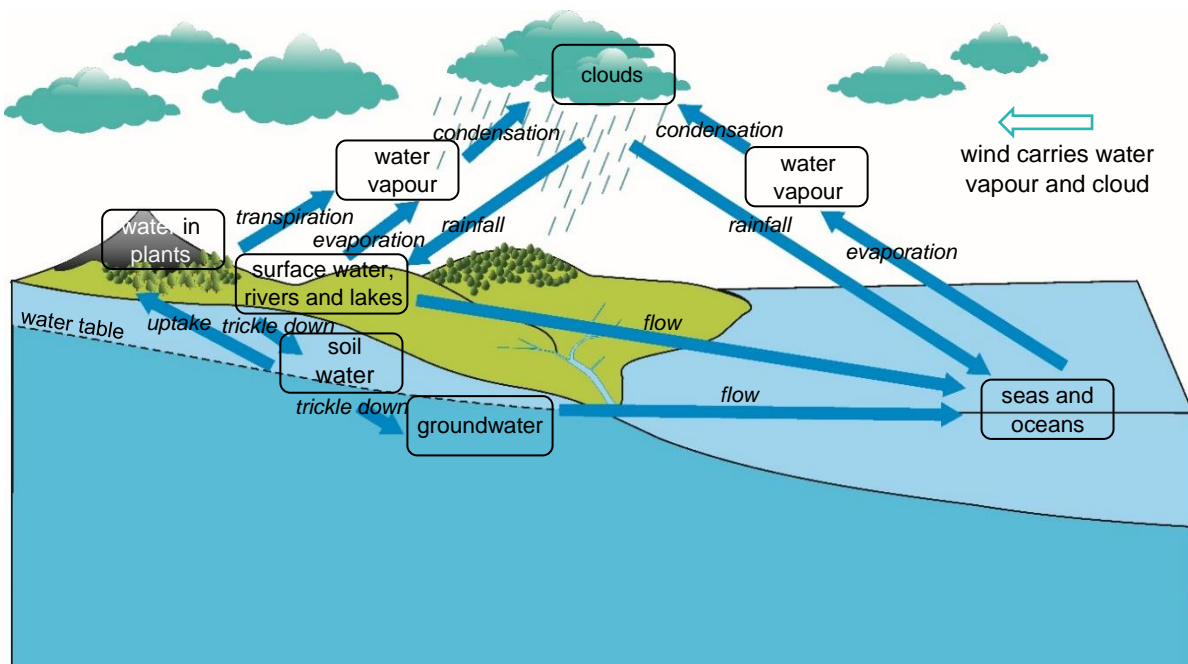 clouds
condensation
condensation
wind carries water
vapour and cloud
water
vapour
water
vapour
transpiration
evaporation
rainfall
rainfall
evaporation
water in
plants
surface water,
rivers and lakes
water table
uptake
trickle down
flow
soil
water
trickle down
groundwater
flow
seas and
oceans